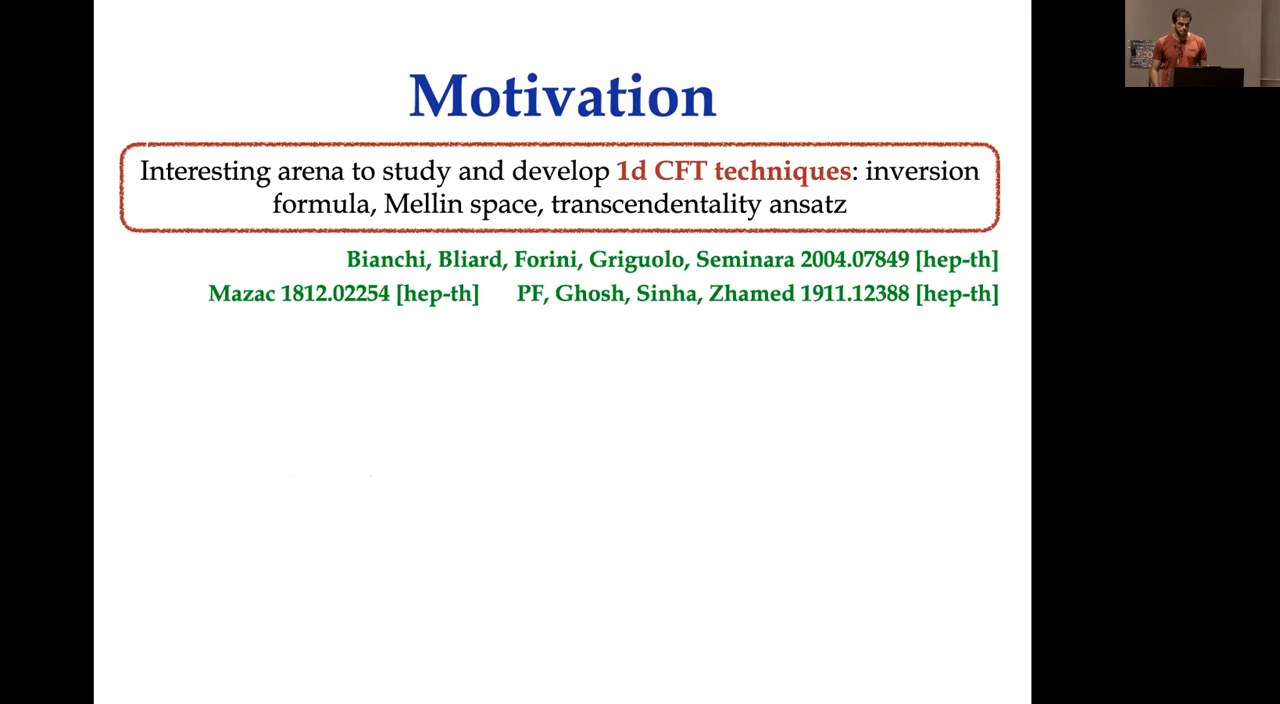 Motivation
Interesting arena to study and develop 1d CFT techniques: inversion
formula, Mellin space, transcendentality ansatz
Bianchi, Bliard, Forini, Griguolo, Seminara 2004.07849 [hep-th]
Mazac 1812.02254 [hep-th] PF, Ghosh, Sinha, Zhamed 1911.12388 [hep-th]